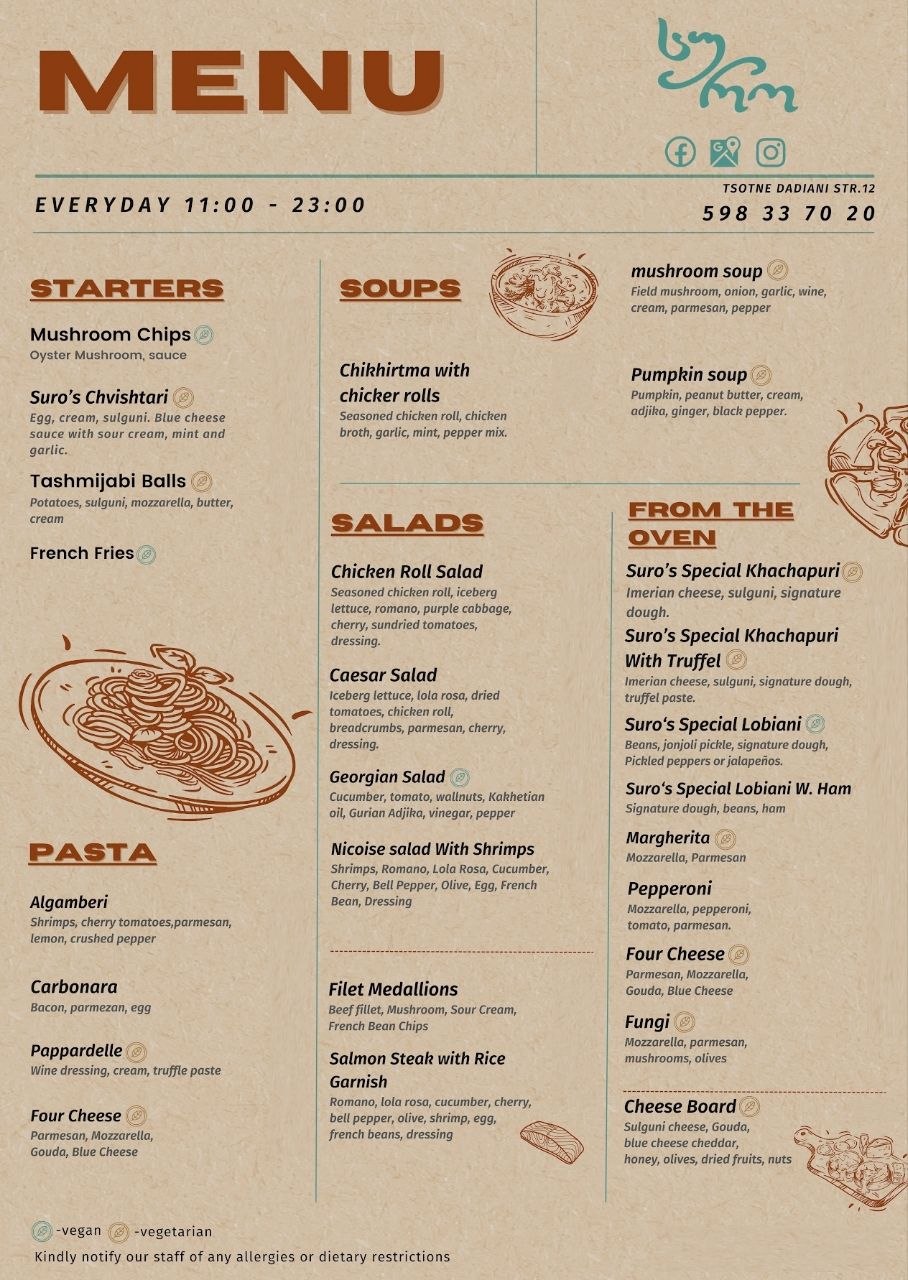 MENU
სურო
EVERYDAY 11:00 - 23:00
TSOTNE DADIANI STR.12
598 33 70 20
STARTERS
Mushroom Chips
Oyster Mushroom, sauce
Suro’s Chvishtari
Egg, cream, sulguni. Blue cheese
sauce with sour cream, mint and
garlic.
Tashmijabi Balls
Potatoes, sulguni, mozzarella, butter,
cream
French Fries
PASTA
Algamberi
Shrimps, cherry tomatoes,parmesan,
lemon, crushed pepper
Carbonara
Bacon, parmezan, egg
Pappardelle
Wine dressing, cream, truffle paste
Four Cheese
Parmesan, Mozzarella,
Gouda, Blue Cheese
SOUPS
Chikhirtma with
chicker rolls
Seasoned chicken roll, chicken
broth, garlic, mint, pepper mix.
mushroom soup
Field mushroom, onion, garlic, wine,
cream, parmesan, pepper
Pumpkin soup
Pumpkin, peanut butter, cream,
adjika, ginger, black pepper.
SALADS
Chicken Roll Salad
Seasoned chicken roll, iceberg
lettuce, romano, purple cabbage,
cherry, sundried tomatoes,
dressing.
Caesar Salad
Iceberg lettuce, lola rosa, dried
tomatoes, chicken roll,
breadcrumbs, parmesan, cherry,
dressing.
Georgian Salad
Cucumber, tomato, wallnuts, Kakhetian
oil, Gurian Adjika, vinegar, pepper
Nicoise salad With Shrimps
Shrimps, Romano, Lola Rosa, Cucumber,
Cherry, Bell Pepper, Olive, Egg, French
Bean, Dressing
Filet Medallions
Beef fillet, Mushroom, Sour Cream,
French Bean Chips
Salmon Steak with Rice
Garnish
Romano, lola rosa, cucumber, cherry,
bell pepper, olive, shrimp, egg,
french beans, dressing
FROM THE
OVEN
Suro’s Special Khachapuri
Imerian cheese, sulguni, signature
dough.
Suro’s Special Khachapuri
With Truffel
Imerian cheese, sulguni, signature dough,
truffel paste.
Suro‘s Special Lobiani
Beans, jonjoli pickle, signature dough,
Pickled peppers or jalapeños.
Suro‘s Special Lobiani W. Ham
Signature dough, beans, ham
Margherita
Mozzarella, Parmesan
Pepperoni
Mozzarella, pepperoni,
tomato, parmesan.
Four Cheese
Parmesan, Mozzarella,
Gouda, Blue Cheese
Fungi
Mozzarella, parmesan,
mushrooms, olives
Cheese Board
Sulguni cheese, Gouda,
blue cheese cheddar,
honey, olives, dried fruits, nuts
-vegan -vegetarian
Kindly notify our staff of any allergies or dietary restrictions